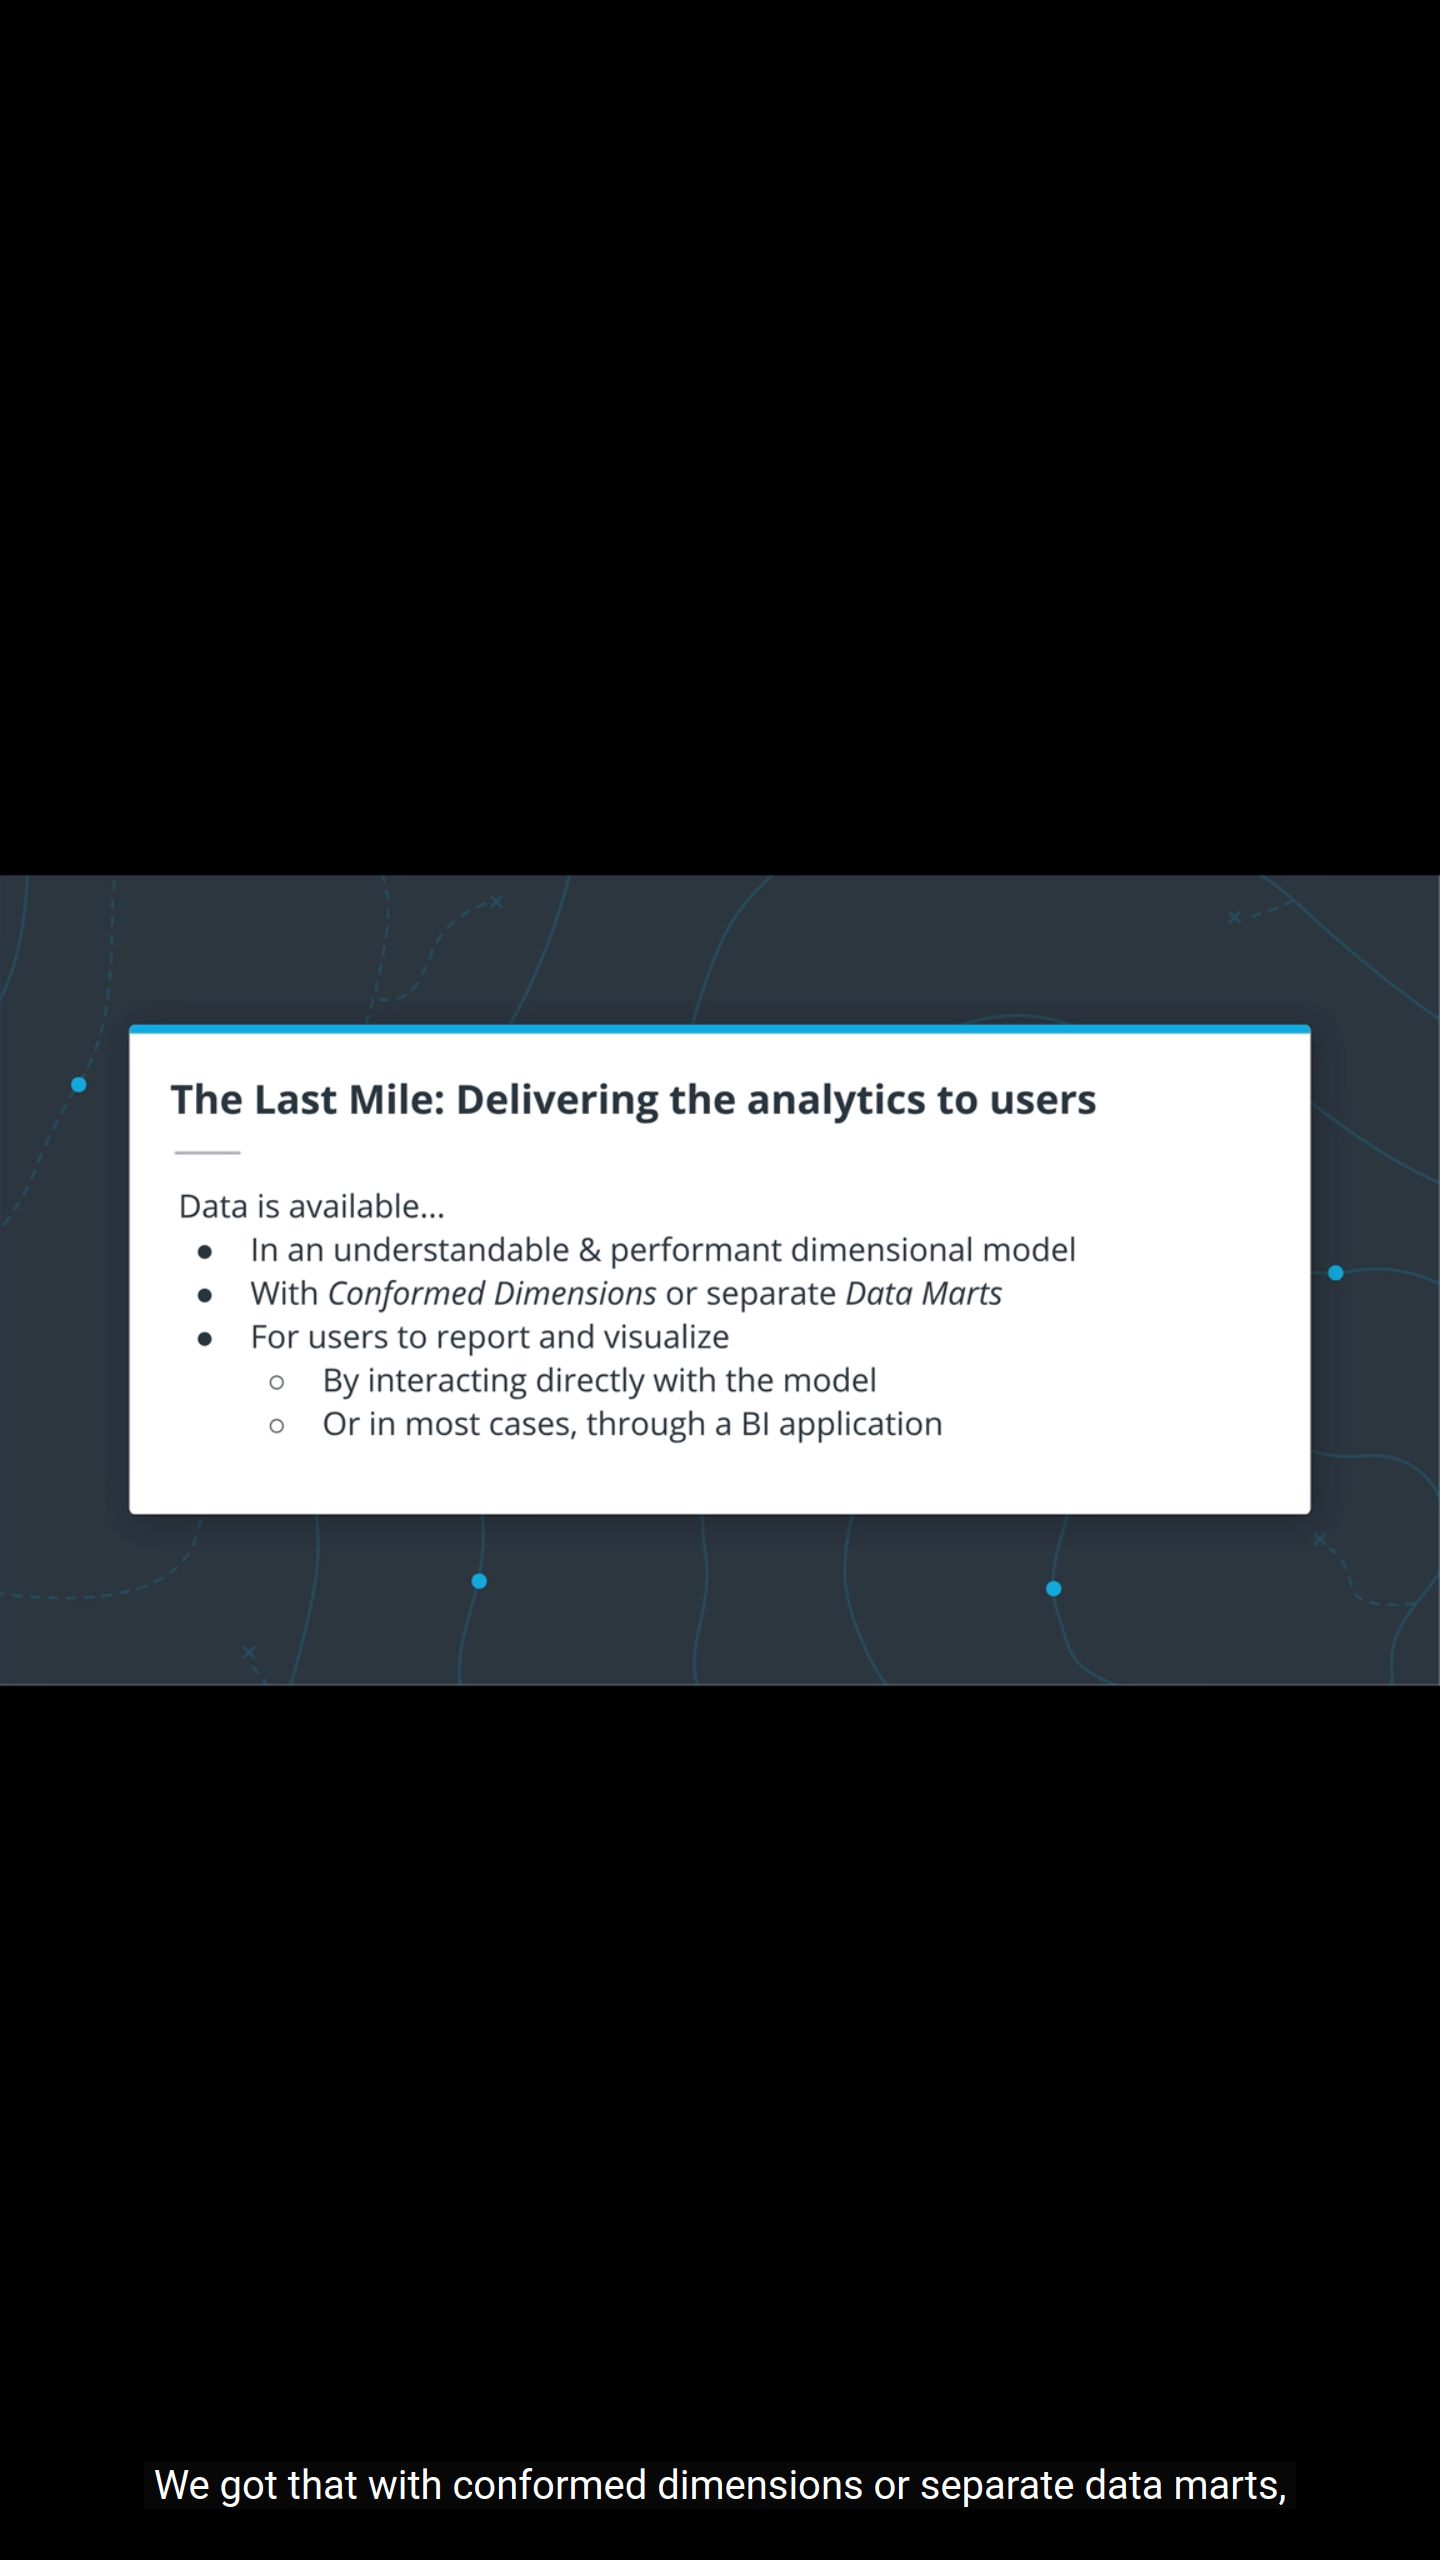 The Last Mile: Delivering the analytics to users
Data is available...
● In an understandable & performant dimensional model
● With Conformed Dimensions or separate Data Marts
● For users to report and visualize
○ By interacting directly with the model
○ Or in most cases, through a BI application
We got that with conformed dimensions or separate data marts,